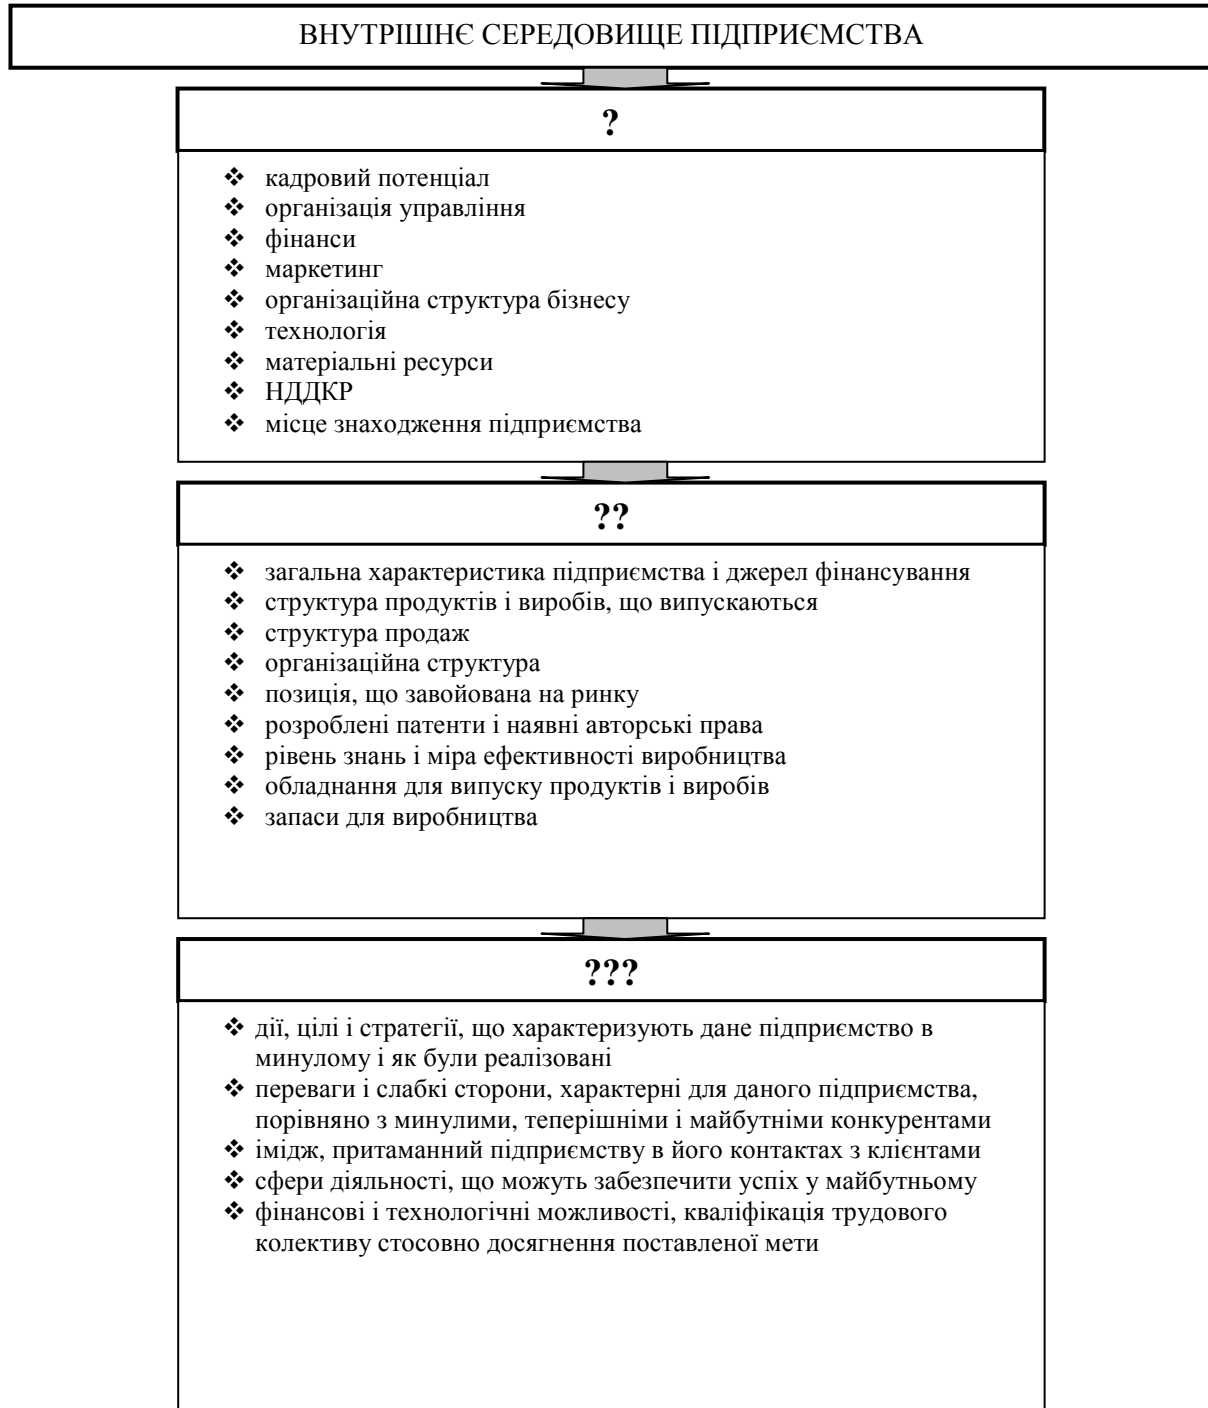 ВНУТРІШНЄ СЕРЕДОВИЩЕ ПІДПРИЄМСТВА
?
❖ кадровий потенціал
❖ організація управління
❖ фінанси
❖ маркетинг
❖ організаційна структура бізнесу
❖ технологія
❖ матеріальні ресурси
❖ НДДКР
❖ місце знаходження підприємства
??
❖ загальна характеристика підприємства і джерел фінансування
❖ структура продуктів і виробів, що випускаються
❖ структура продаж
❖ організаційна структура
❖ позиція, що завойована на ринку
❖ розроблені патенти і наявні авторські права
❖ рівень знань і міра ефективності виробництва
❖ обладнання для випуску продуктів і виробів
❖ запаси для виробництва
???
❖ дії, цілі і стратегії, що характеризують дане підприємство в
минулому і як були реалізовані
❖ переваги і слабкі сторони, характерні для даного підприємства,
порівняно з минулими, теперішніми і майбутніми конкурентами
❖ імідж, притаманний підприємству в його контактах з клієнтами
❖ сфери діяльності, що можуть забезпечити успіх у майбутньому
❖ фінансові і технологічні можливості, кваліфікація трудового
колективу стосовно досягнення поставленої мети